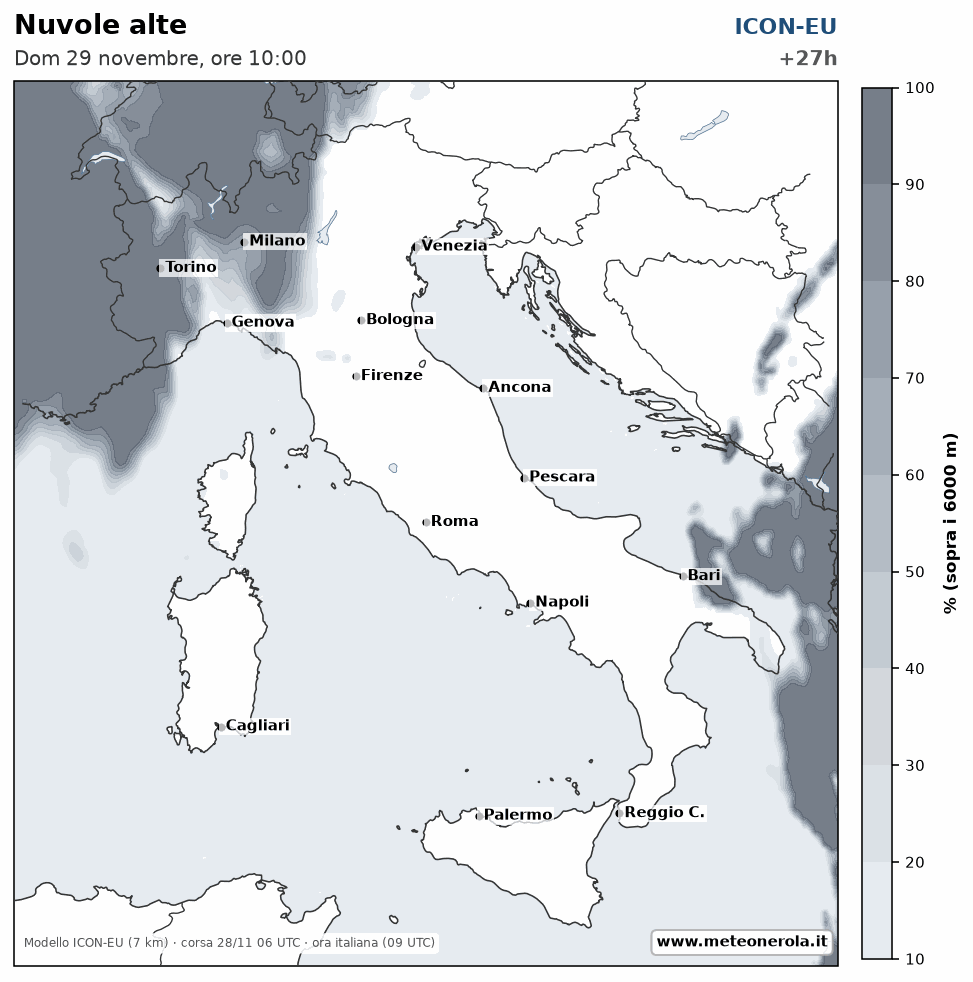 Nuvole alte
ICON-EU
Dom 29 novembre, ore 10:00
+27h
Milano
Venezia
Torino
Genova
Bologna
Firenze
Ancona
Pescara
Roma
Bari
Napoli
Cagliari
Palermo
Reggio C.
Modello ICON-EU (7 km) · corsa 28/11 06 UTC · ora italiana (09 UTC)
www.meteonerola.it
100
90
80
70
60
50
40
30
20
10
% (sopra i 6000 m)